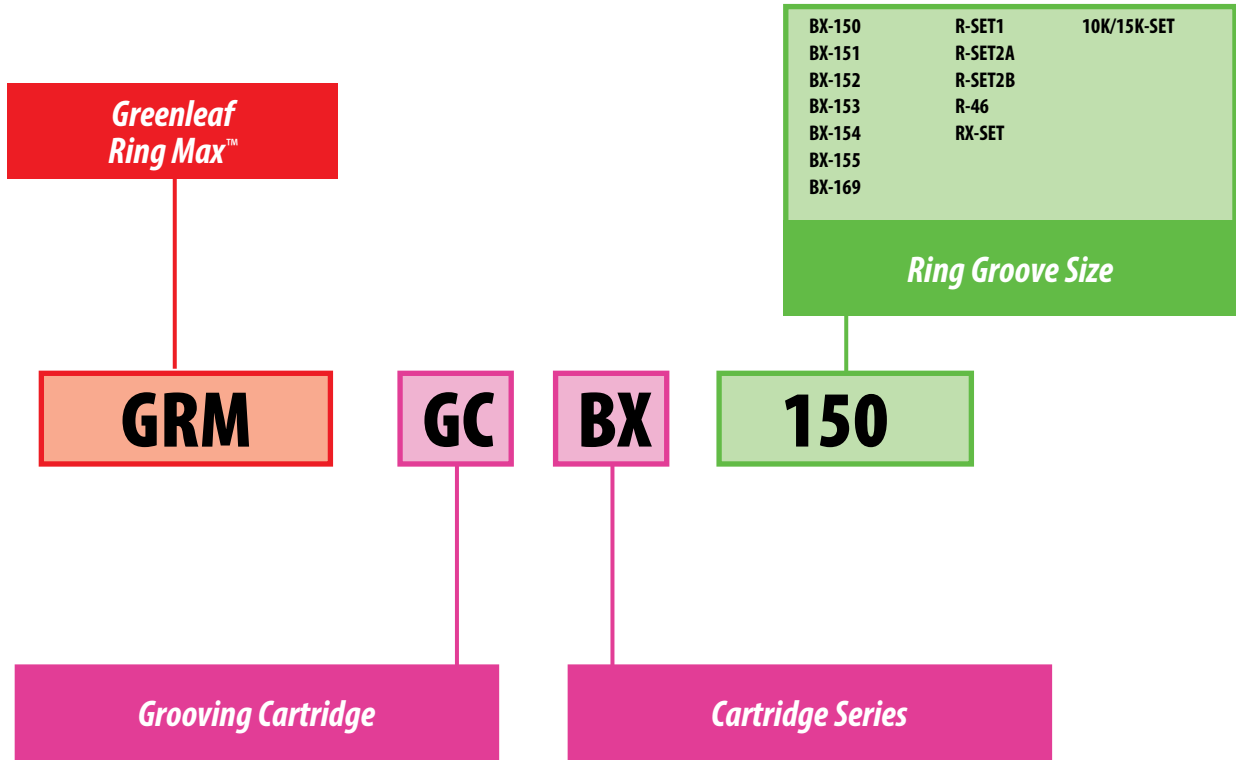 BX-150 R-SET1 10K/15K-SET
BX-151 R-SET2A
BX-152 R-SET2B
BX-153 R-46
BX-154 RX-SET
BX-155
BX-169
Ring Groove Size
Greenleaf
Ring Max™
GRM GC BX 150
Grooving Cartridge
Cartridge Series